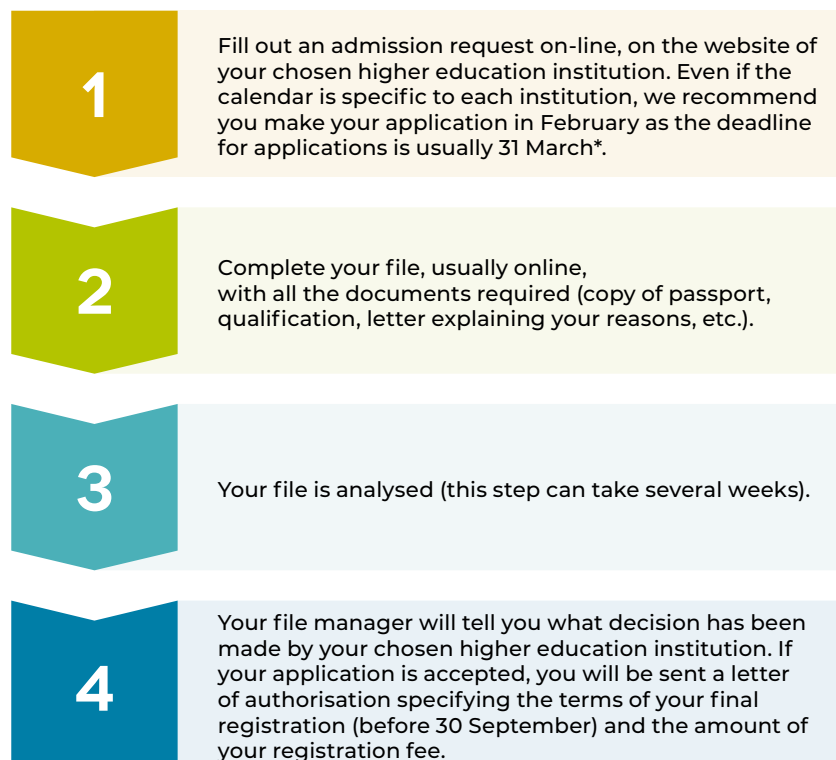 1
Fill out an admission request on-line, on the website of
your chosen higher education institution. Even if the
calendar is specific to each institution, we recommend
you make your application in February as the deadline
for applications is usually 31 March*.
2
Complete your file, usually online,
with all the documents required (copy of passport,
qualification, letter explaining your reasons, etc.).
3
Your file is analysed (this step can take several weeks).
4
Your file manager will tell you what decision has been
made by your chosen higher education institution. If
your application is accepted, you will be sent a letter
of authorisation specifying the terms of your final
registration (before 30 September) and the amount of
your registration fee.